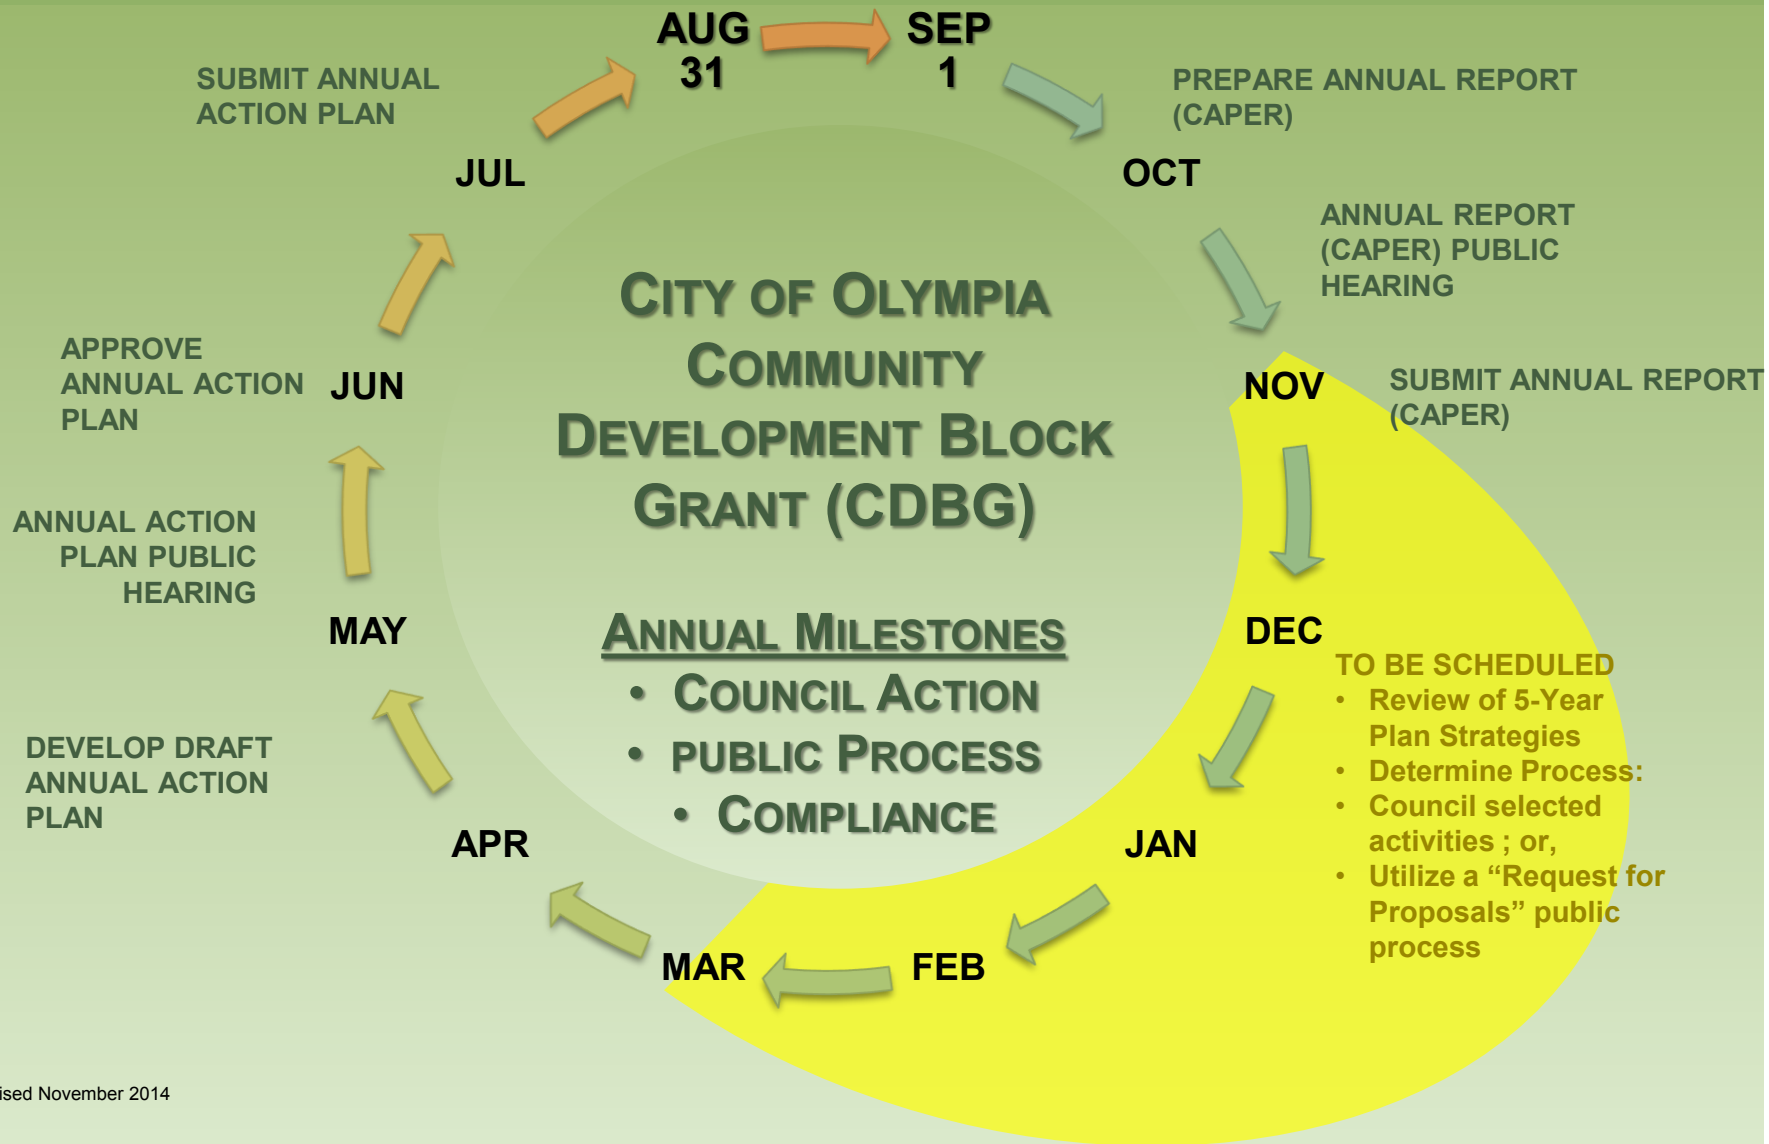 AUG
31
SEP
1
PREPARE ANNUAL REPORT
(CAPER)
OCT
ANNUAL REPORT
(CAPER) PUBLIC
HEARING
NOV
SUBMIT ANNUAL REPORT
(CAPER)
DEC
TO BE SCHEDULED
• Review of 5-Year
Plan Strategies
• Determine Process:
• Council selected
activities ; or,
• Utilize a “Request for
Proposals” public
process
JAN
FEB
MAR
APR
DEVELOP DRAFT
ANNUAL ACTION
PLAN
MAY
ANNUAL ACTION
PLAN PUBLIC
HEARING
JUN
APPROVE
ANNUAL ACTION
PLAN
JUL
SUBMIT ANNUAL
ACTION PLAN
CITY OF OLYMPIA
COMMUNITY
DEVELOPMENT BLOCK
GRANT (CDBG)
ANNUAL MILESTONES
• COUNCIL ACTION
• PUBLIC PROCESS
• COMPLIANCE
ised November 2014